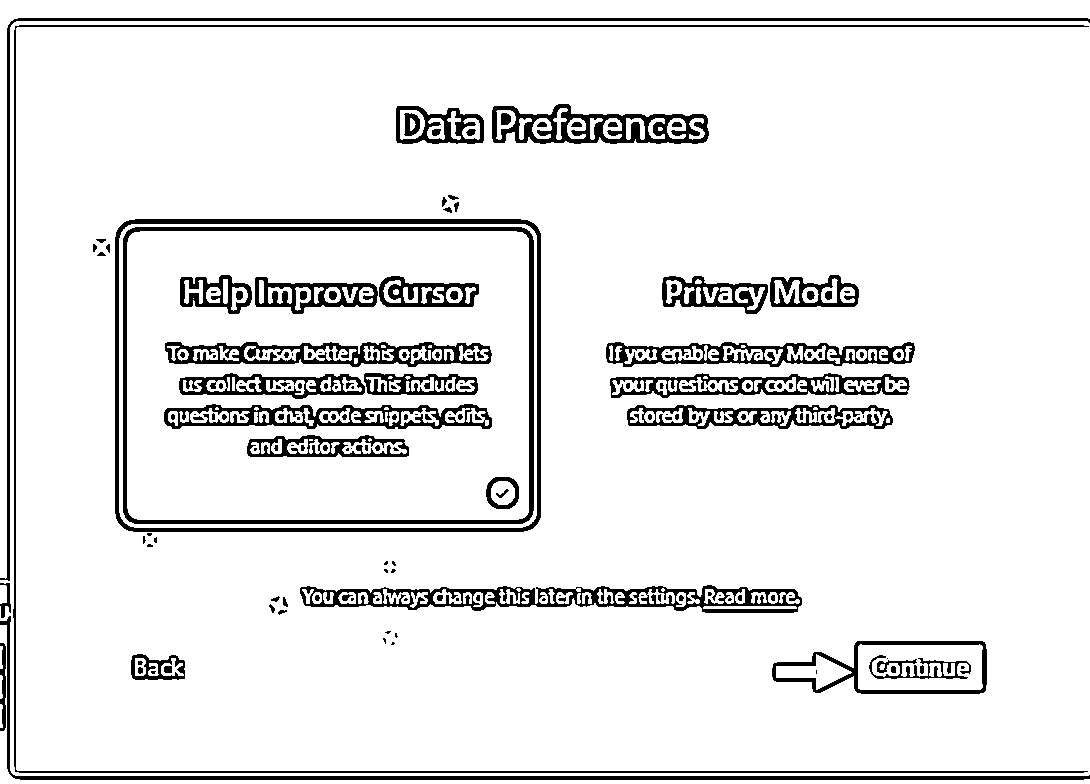 Data Preferences
Help Improve Cursor
To make Cursor better, this option lets
us collect usage data. This includes
questions in chat, code snippets, edits,
and editor actions.
Privacy Mode
If you enable Privacy Mode, none of
your questions or code will ever be
stored by us or any third-party.
You can always change this later in the settings. Read more.
Back
Continue